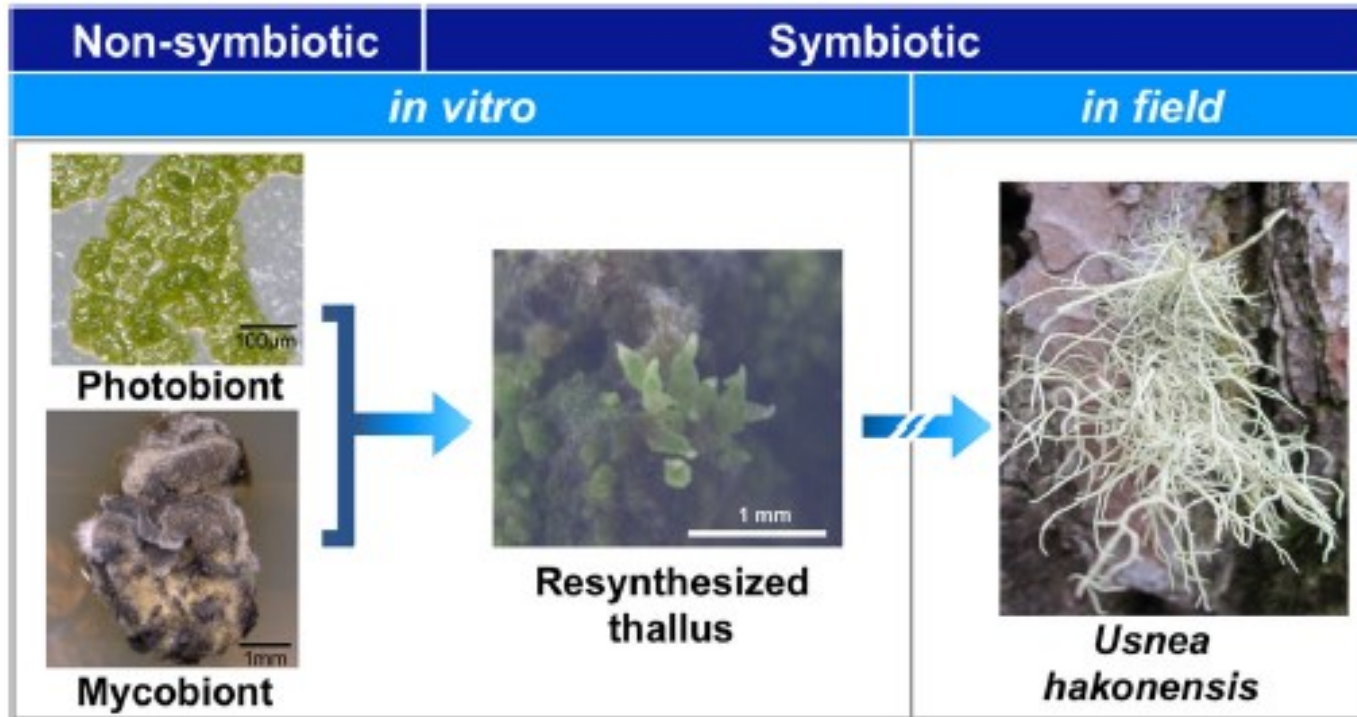 Non-symbiotic
Symbiotic
in vitro
in field
100μm
Photobiont
1mm
Mycobiont
1 mm
Resynthesized
thallus
Usnea
hakonensis